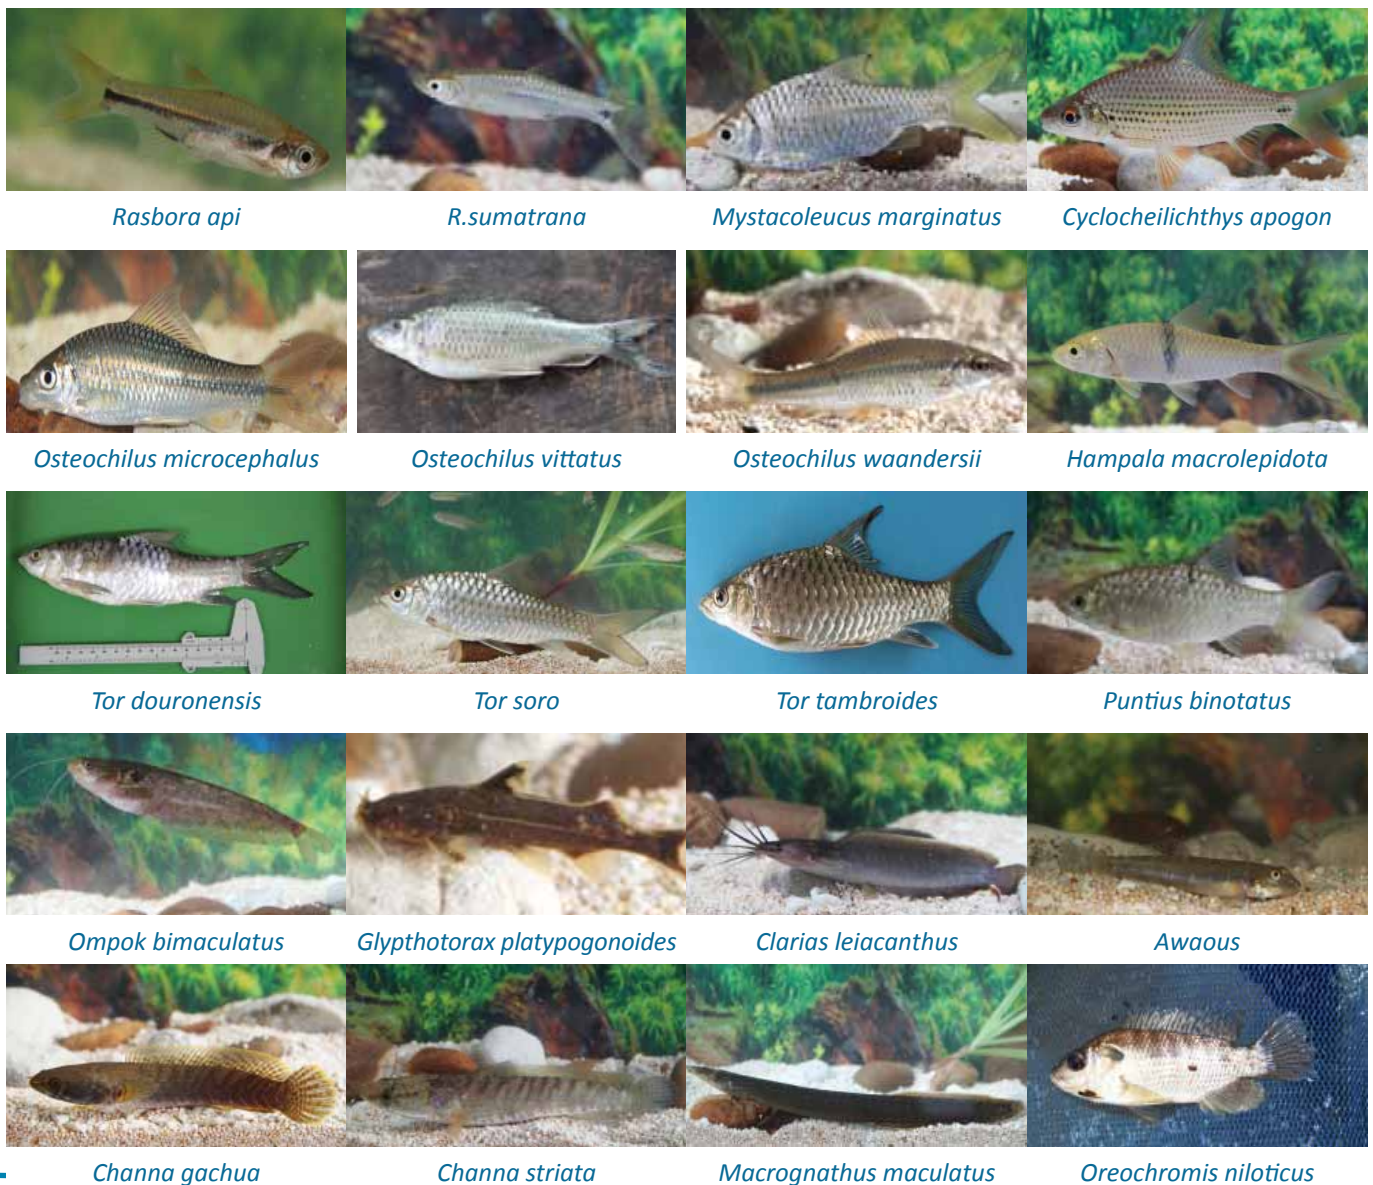 Rasbora api
R.sumatrana
Mystacoleucus marginatus
Cyclocheilichthys apogon
Osteochilus microcephalus
Osteochilus vittatus
Osteochilus waandersii
Hampala macrolepidota
Tor douronensis
Tor soro
Tor tambroides
Puntius binotatus
Ompok bimaculatus
Glypthotorax platypogonoides
Clarias leiacanthus
Awaous
Channa gachua
Channa striata
Macrognathus maculatus
Oreochromis niloticus